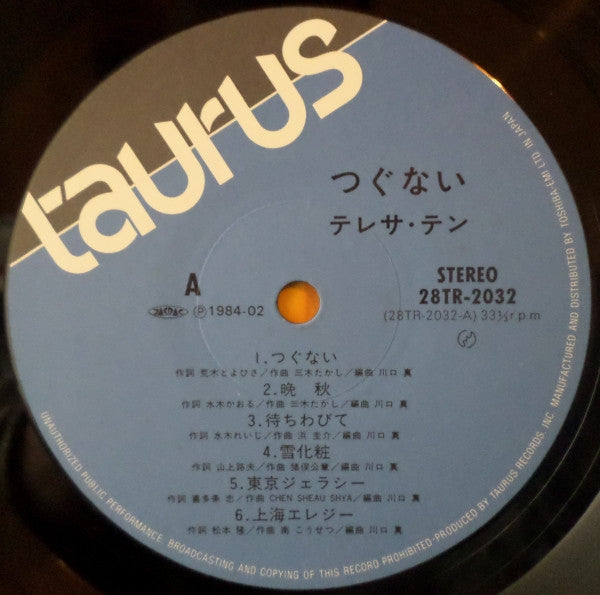 taurus
つぐない
テレサ・テン
A
STEREO
28TR-2032
JASRAC Ⓟ1984-02
(28TR-2032-A) 33⅓r.p.m
1.つぐない
作詞 荒木とよひさ／作曲 三木たかし／編曲 川口 真
2.晩 秋
作詞 水木かおる／作曲 三木たかし／編曲 川口 真
3.待ちわびて
作詞 水木れいじ／作曲 浜 圭介／編曲 川口 真
4.雪化粧
作詞 山上路夫／作曲 猪俣公章／編曲 川口 真
5.東京ジェラシー
作詞 喜多條 忠／作曲 CHEN SHEAU SHYA／編曲 川口 真
6.上海エレジー
作詞 松本 隆／作曲 南 こうせつ／編曲 川口 真
UNAUTHORIZED PUBLIC PERFORMANCE, BROADCASTING AND COPYING OF THIS RECORD PROHIBITED・PRODUCED BY TAURUS RECORDS, INC. MANUFACTURED AND DISTRIBUTED BY TOSHIBA-EMI LTD IN JAPAN